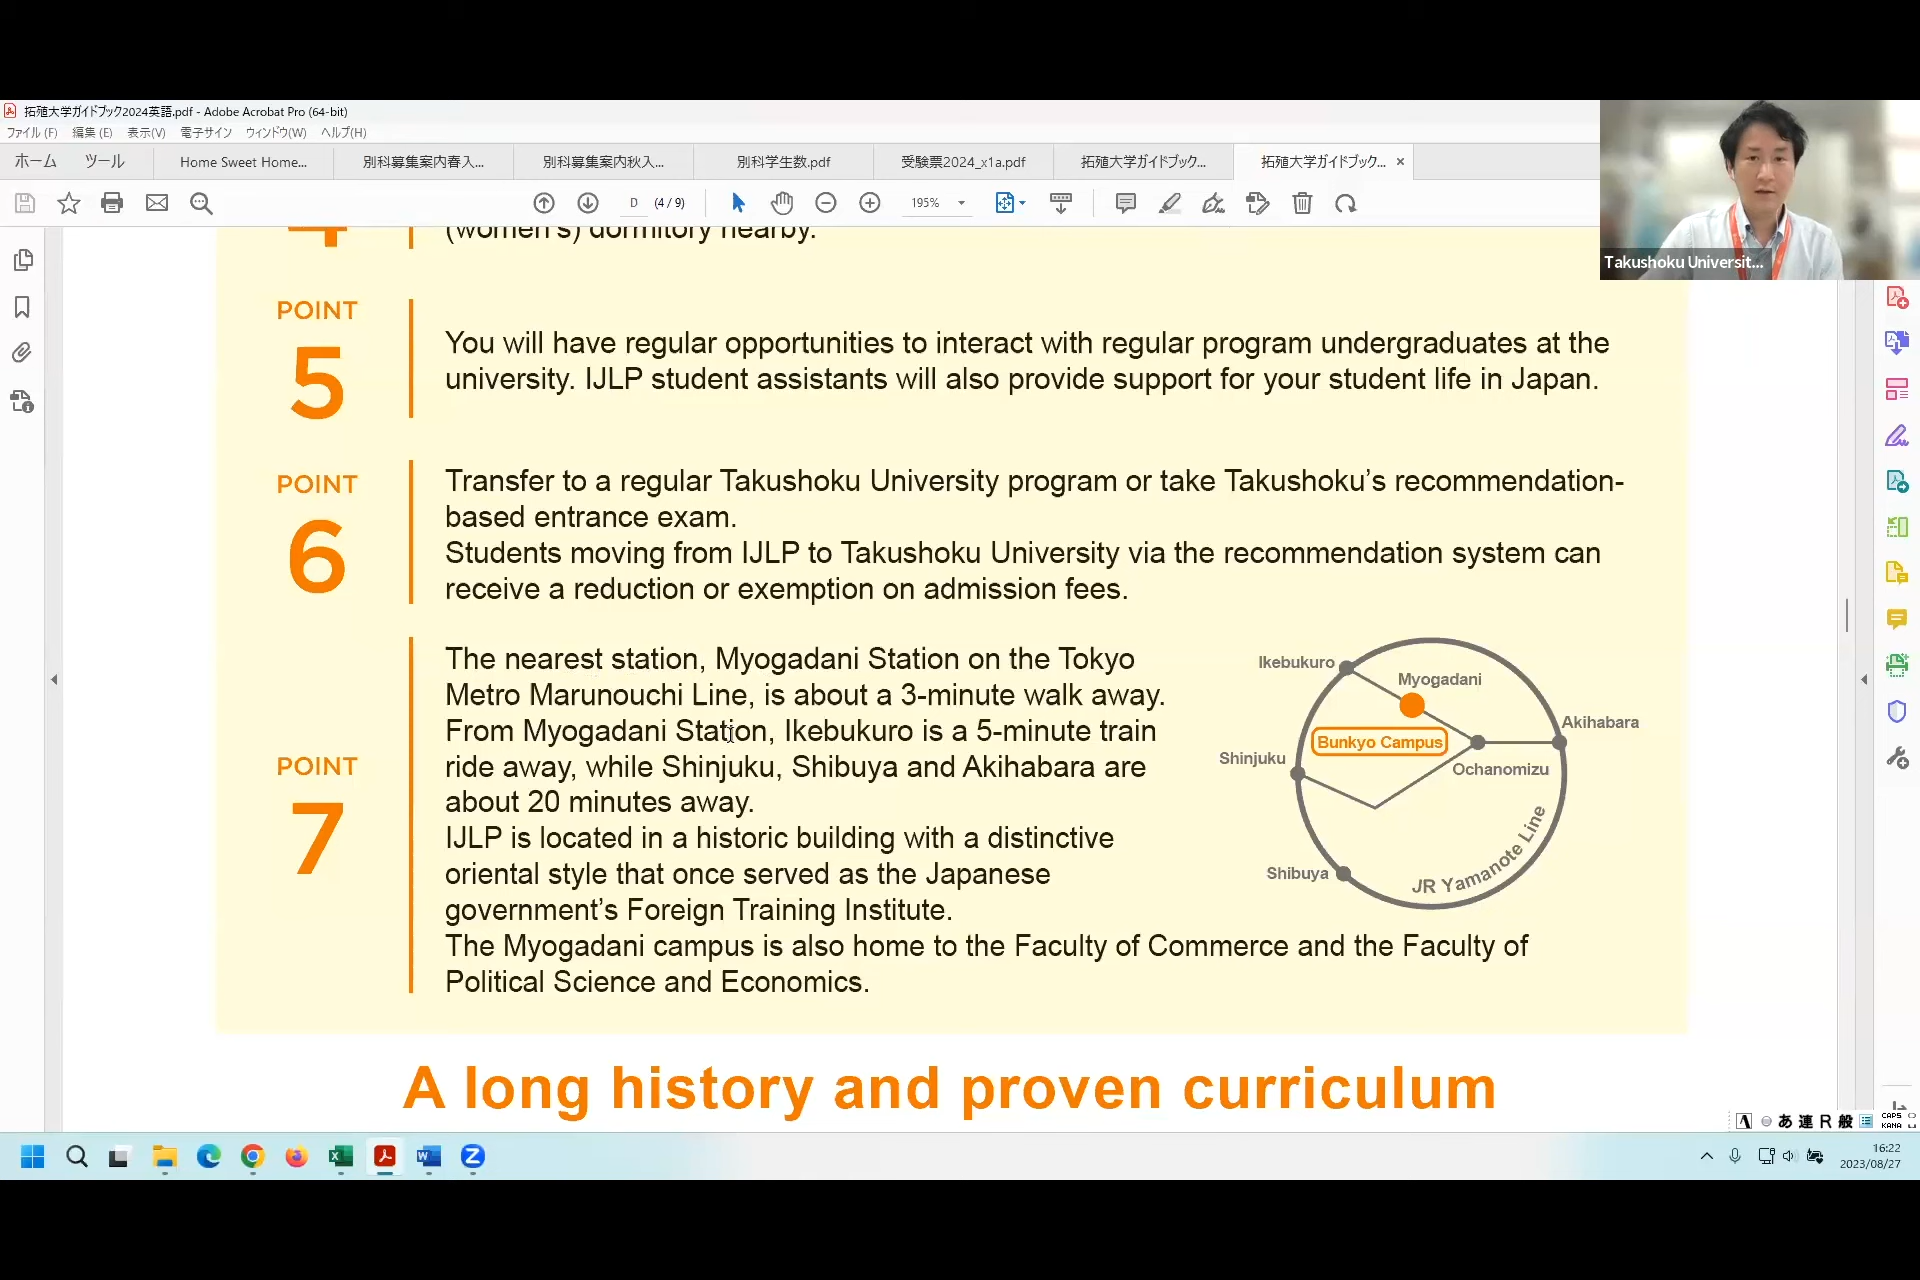 拓殖大学ガイドブック2024英語.pdf - Adobe Acrobat Pro (64-bit)
ファイル(F) 編集(E) 表示(V) 電子サイン ウィンドウ(W) ヘルプ(H)
ホーム ツール Home Sweet Home... 別科募集案内春入... 別科募集案内秋入... 別科学生数.pdf 受験票2024_x1a.pdf 拓殖大学ガイドブック... 拓殖大学ガイドブック... ×
D (4 / 9) 195%
Takushoku Universit...
4
(women's) dormitory nearby.
POINT
5
You will have regular opportunities to interact with regular program undergraduates at the
university. IJLP student assistants will also provide support for your student life in Japan.
POINT
6
Transfer to a regular Takushoku University program or take Takushoku’s recommendation-
based entrance exam.
Students moving from IJLP to Takushoku University via the recommendation system can
receive a reduction or exemption on admission fees.
POINT
7
The nearest station, Myogadani Station on the Tokyo
Metro Marunouchi Line, is about a 3-minute walk away.
From Myogadani Station, Ikebukuro is a 5-minute train
ride away, while Shinjuku, Shibuya and Akihabara are
about 20 minutes away.
IJLP is located in a historic building with a distinctive
oriental style that once served as the Japanese
government’s Foreign Training Institute.
The Myogadani campus is also home to the Faculty of Commerce and the Faculty of
Political Science and Economics.
Ikebukuro
Myogadani
Akihabara
Bunkyo Campus
Shinjuku
Ochanomizu
Shibuya
JR Yamanote Line
A long history and proven curriculum
A あ 連 R 般 CAPS
KANA
16:22
2023/08/27